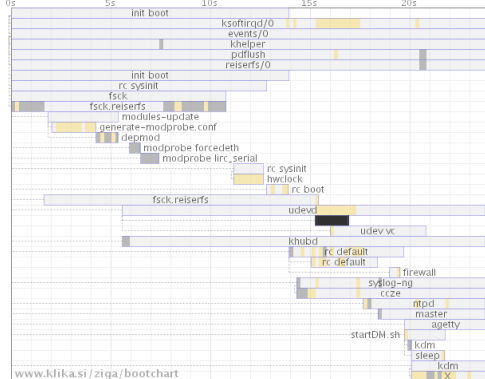 0s 5s 10s 15s 20s
init boot
ksoftirqd/0
events/0
khelper
pdflush
reiserfs/0
init boot
rc sysinit
fsck
fsck.reiserfs
modules-update
generate-modprobe.conf
depmod
modprobe forcedeth
modprobe lirc_serial
rc sysinit
hwclock
rc boot
fsck.reiserfs
udevd
udev vc
khubd
rc default
rc default
firewall
syslog-ng
ccze
ntpd
master
agetty
startDM.sh
kdm
sleep
kdm
X
www.klika.si/ziga/bootchart